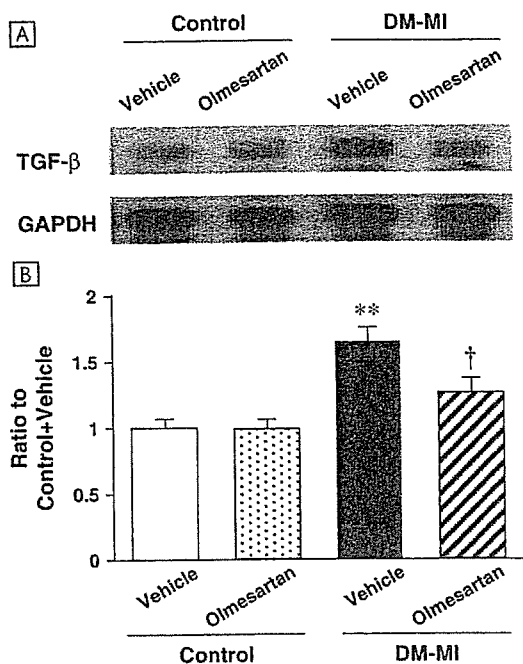 A
Control DM-MI
Vehicle Olmesartan Vehicle Olmesartan
TGF-β
GAPDH
B
Ratio to
Control+Vehicle
2
1.5
1
0.5
0
**
†
Vehicle Olmesartan Vehicle Olmesartan
Control DM-MI